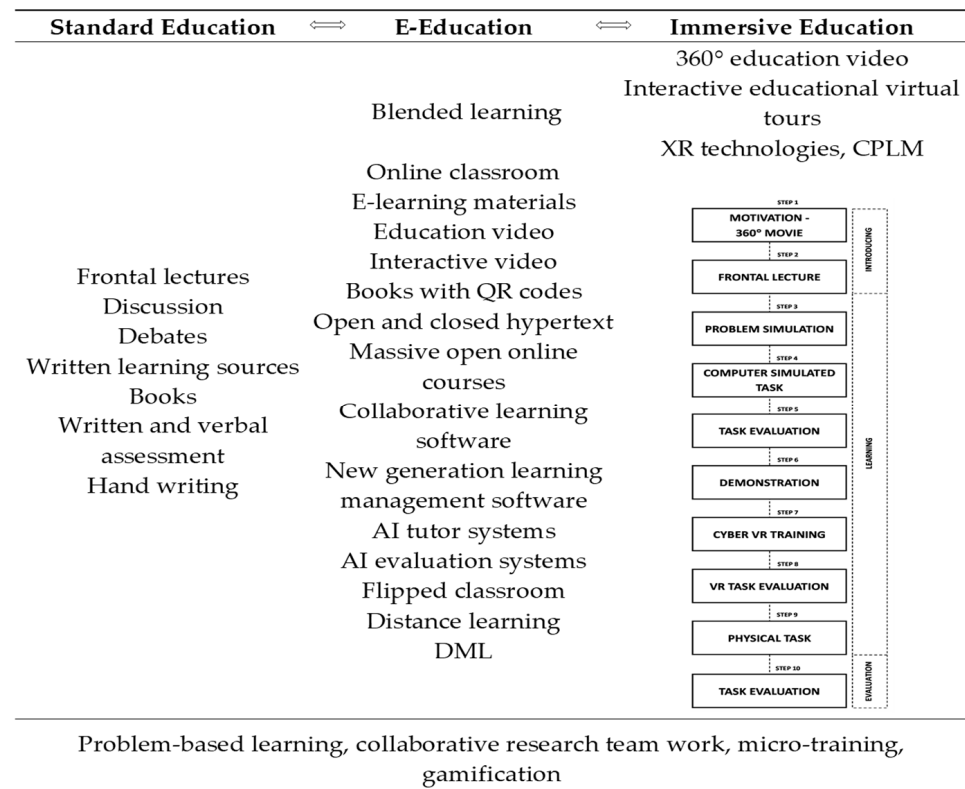 Standard Education ⇔ E-Education ⇔ Immersive Education
Frontal lectures
Discussion
Debates
Written learning sources
Books
Written and verbal
assessment
Hand writing
Blended learning
Online classroom
E-learning materials
Education video
Interactive video
Books with QR codes
Open and closed hypertext
Massive open online
courses
Collaborative learning
software
New generation learning
management software
AI tutor systems
AI evaluation systems
Flipped classroom
Distance learning
DML
360° education video
Interactive educational virtual
tours
XR technologies, CPLM
STEP 1
MOTIVATION -
360° MOVIE
STEP 2
FRONTAL LECTURE
INTRODUCING
STEP 3
PROBLEM SIMULATION
STEP 4
COMPUTER SIMULATED
TASK
STEP 5
TASK EVALUATION
STEP 6
DEMONSTRATION
STEP 7
CYBER VR TRAINING
STEP 8
VR TASK EVALUATION
STEP 9
PHYSICAL TASK
LEARNING
STEP 10
TASK EVALUATION
EVALUATION
Problem-based learning, collaborative research team work, micro-training,
gamification